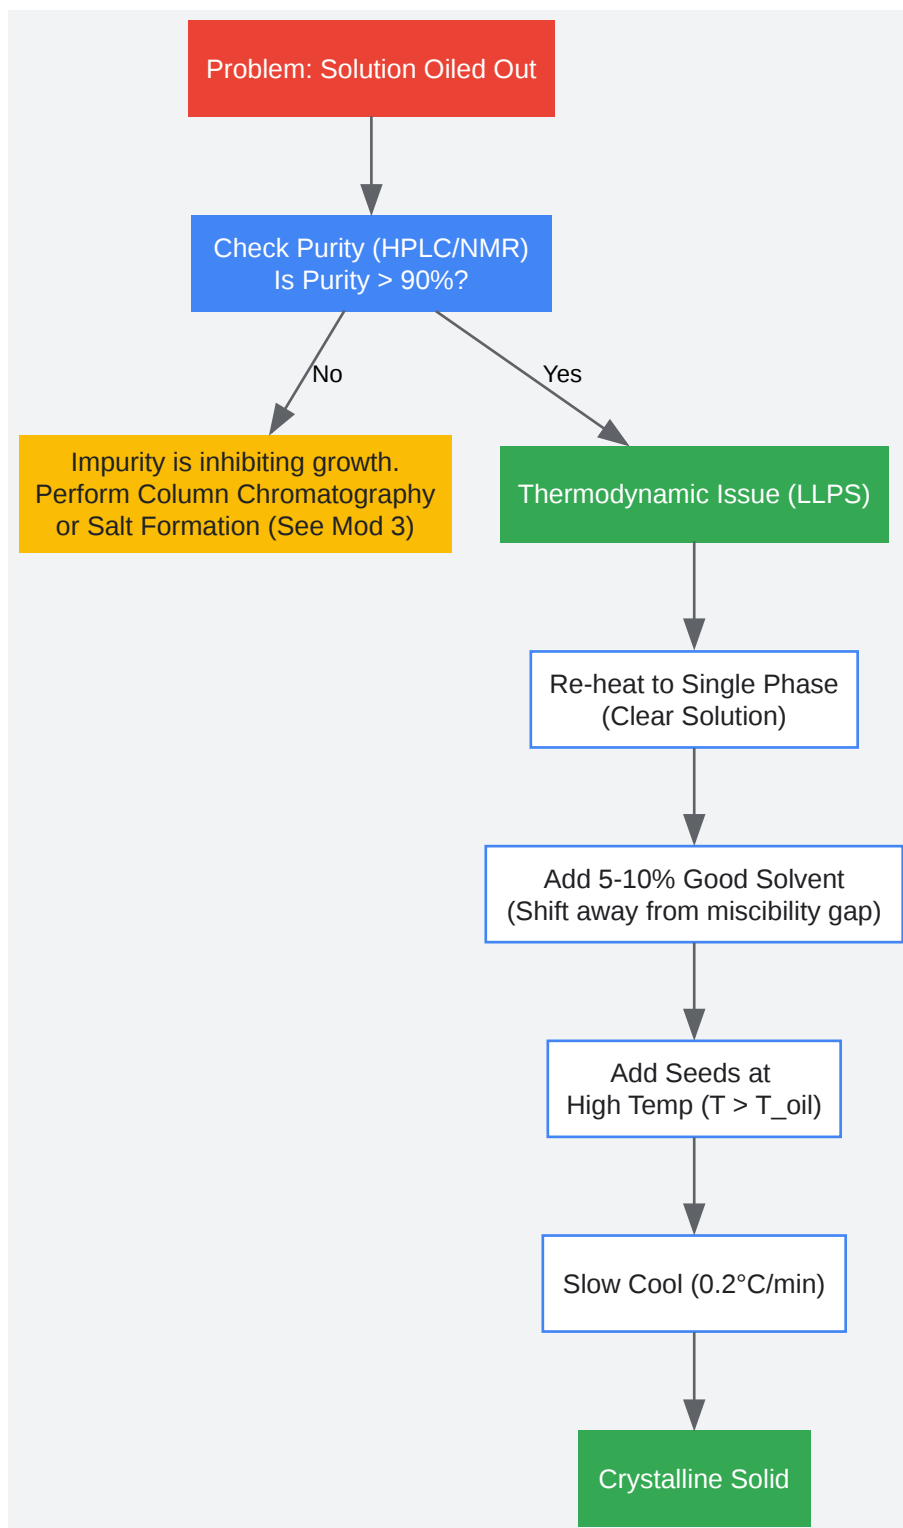 Problem: Solution Oiled Out
Check Purity (HPLC/NMR)
Is Purity > 90%?
No
Yes
Impurity is inhibiting growth.
Perform Column Chromatography
or Salt Formation (See Mod 3)
Thermodynamic Issue (LLPS)
Re-heat to Single Phase
(Clear Solution)
Add 5-10% Good Solvent
(Shift away from miscibility gap)
Add Seeds at
High Temp (T > T_oil)
Slow Cool (0.2°C/min)
Crystalline Solid